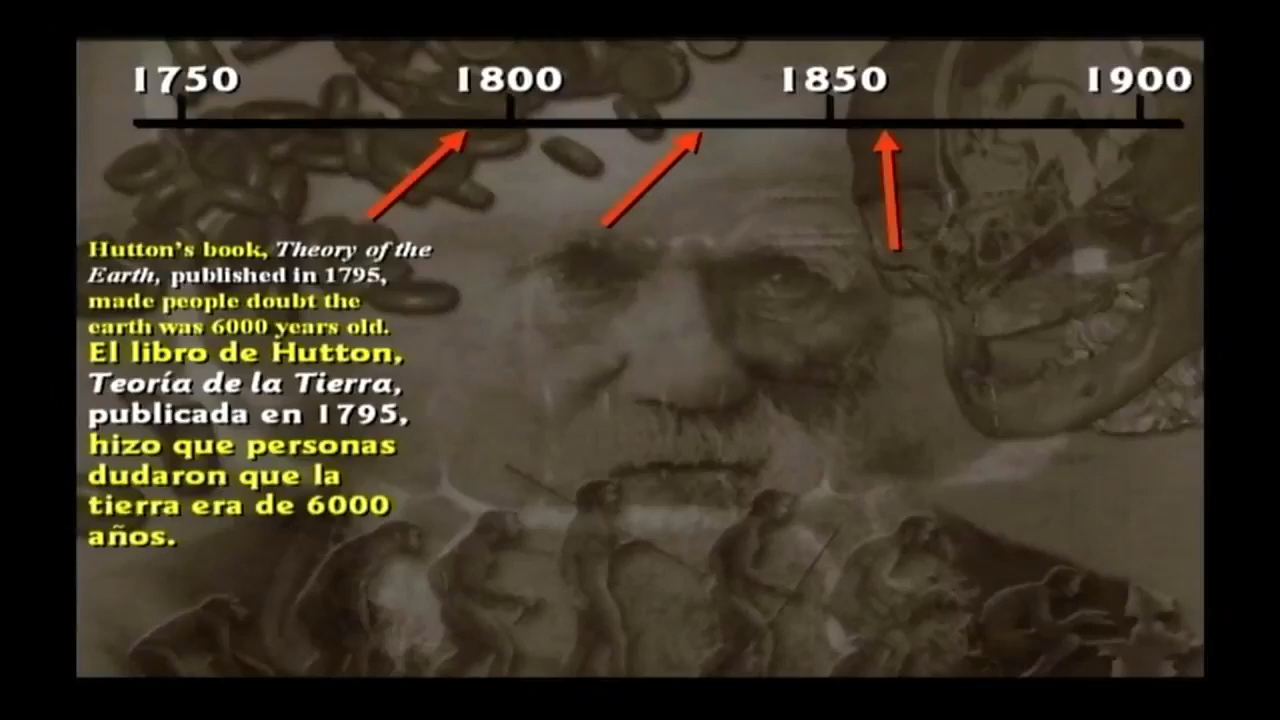 1750 1800 1850 1900
Hutton's book, Theory of the
Earth, published in 1795,
made people doubt the
earth was 6000 years old.
El libro de Hutton,
Teoría de la Tierra,
publicada en 1795,
hizo que personas
dudaron que la
tierra era de 6000
años.